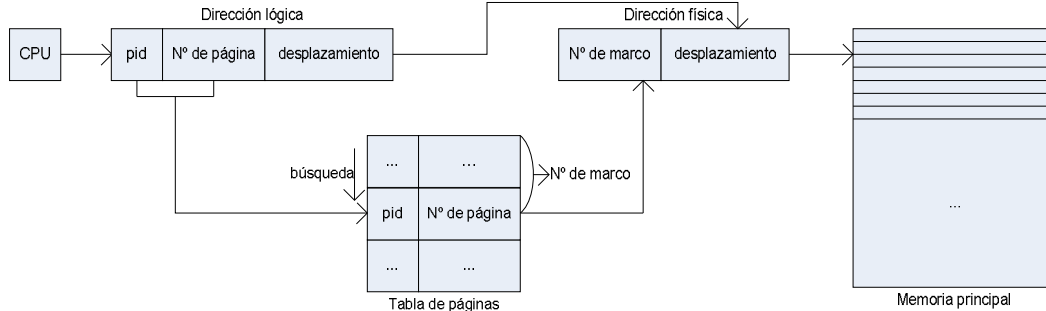 Dirección lógica
Dirección física
CPU
pid
Nº de página
desplazamiento
Nº de marco
desplazamiento
búsqueda
...
...
Nº de marco
pid
Nº de página
...
...
...
Tabla de páginas
Memoria principal